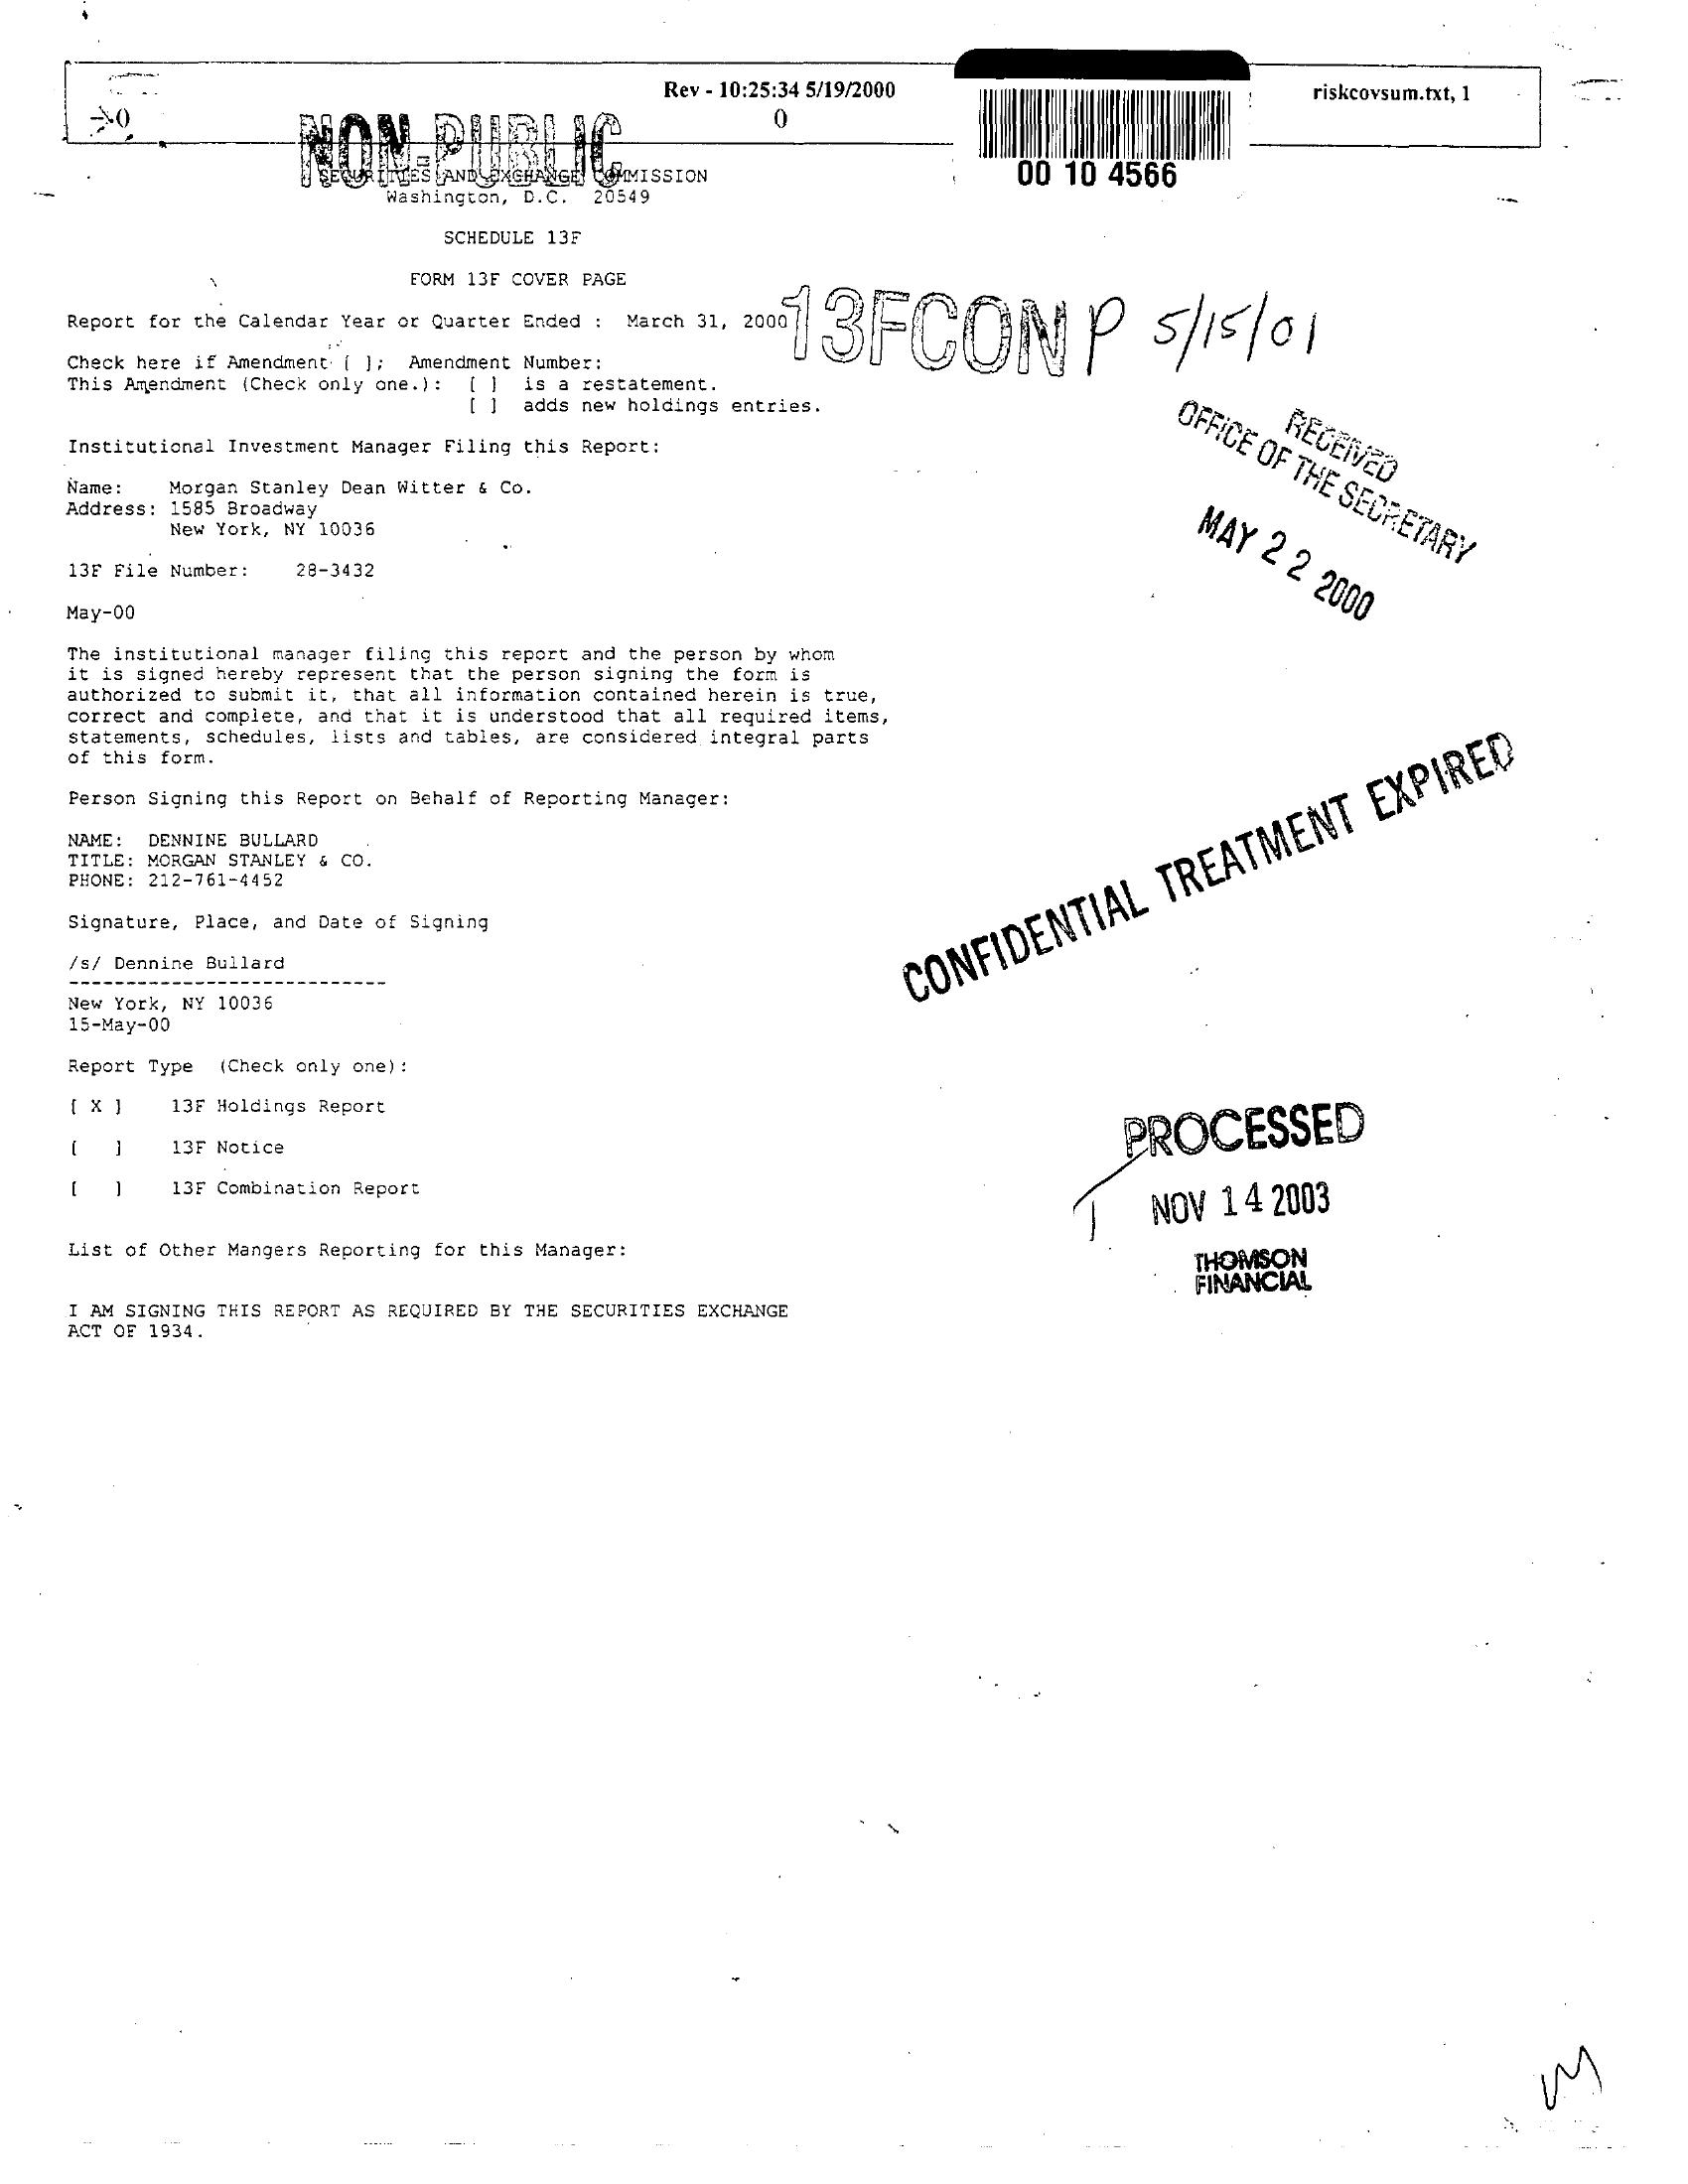 Rev - 10:25:34 5/19/2000
riskcovsum.txt, 1
0
NON-PUBLIC
00 10 4566
SECURITIES AND EXCHANGE COMMISSION
Washington, D.C. 20549
SCHEDULE 13F
FORM 13F COVER PAGE
Report for the Calendar Year or Quarter Ended : March 31, 2000
13FCONP 5/15/01
Check here if Amendment [ ]; Amendment Number:
This Amendment (Check only one.): [ ] is a restatement.
[ ] adds new holdings entries.
RECEIVED
OFFICE OF THE SECRETARY
MAY 22 2000
Institutional Investment Manager Filing this Report:
Name: Morgan Stanley Dean Witter & Co.
Address: 1585 Broadway
New York, NY 10036
13F File Number: 28-3432
May-00
The institutional manager filing this report and the person by whom
it is signed hereby represent that the person signing the form is
authorized to submit it, that all information contained herein is true,
correct and complete, and that it is understood that all required items,
statements, schedules, lists and tables, are considered integral parts
of this form.
Person Signing this Report on Behalf of Reporting Manager:
NAME: DENNINE BULLARD
TITLE: MORGAN STANLEY & CO.
PHONE: 212-761-4452
CONFIDENTIAL TREATMENT EXPIRED
Signature, Place, and Date of Signing
/s/ Dennine Bullard
----------------------------
New York, NY 10036
15-May-00
Report Type (Check only one):
[ X ] 13F Holdings Report
[ ] 13F Notice
[ ] 13F Combination Report
PROCESSED
NOV 14 2003
THOMSON
FINANCIAL
List of Other Mangers Reporting for this Manager:
I AM SIGNING THIS REPORT AS REQUIRED BY THE SECURITIES EXCHANGE
ACT OF 1934.